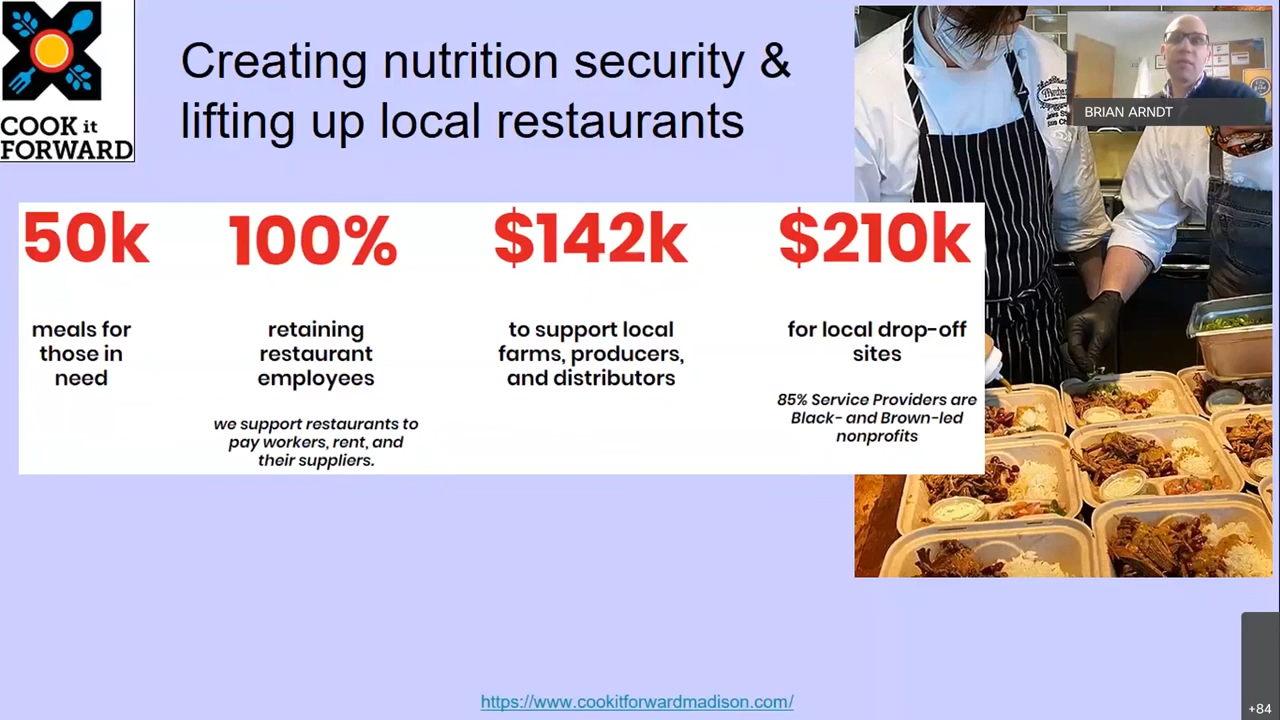 COOK it
FORWARD
Creating nutrition security &
lifting up local restaurants
BRIAN ARNDT
50k
meals for
those in
need
100%
retaining
restaurant
employees
we support restaurants to
pay workers, rent, and
their suppliers.
$142k
to support local
farms, producers,
and distributors
$210k
for local drop-off
sites
85% Service Providers are
Black- and Brown-led
nonprofits
https://www.cookitforwardmadison.com/
+84